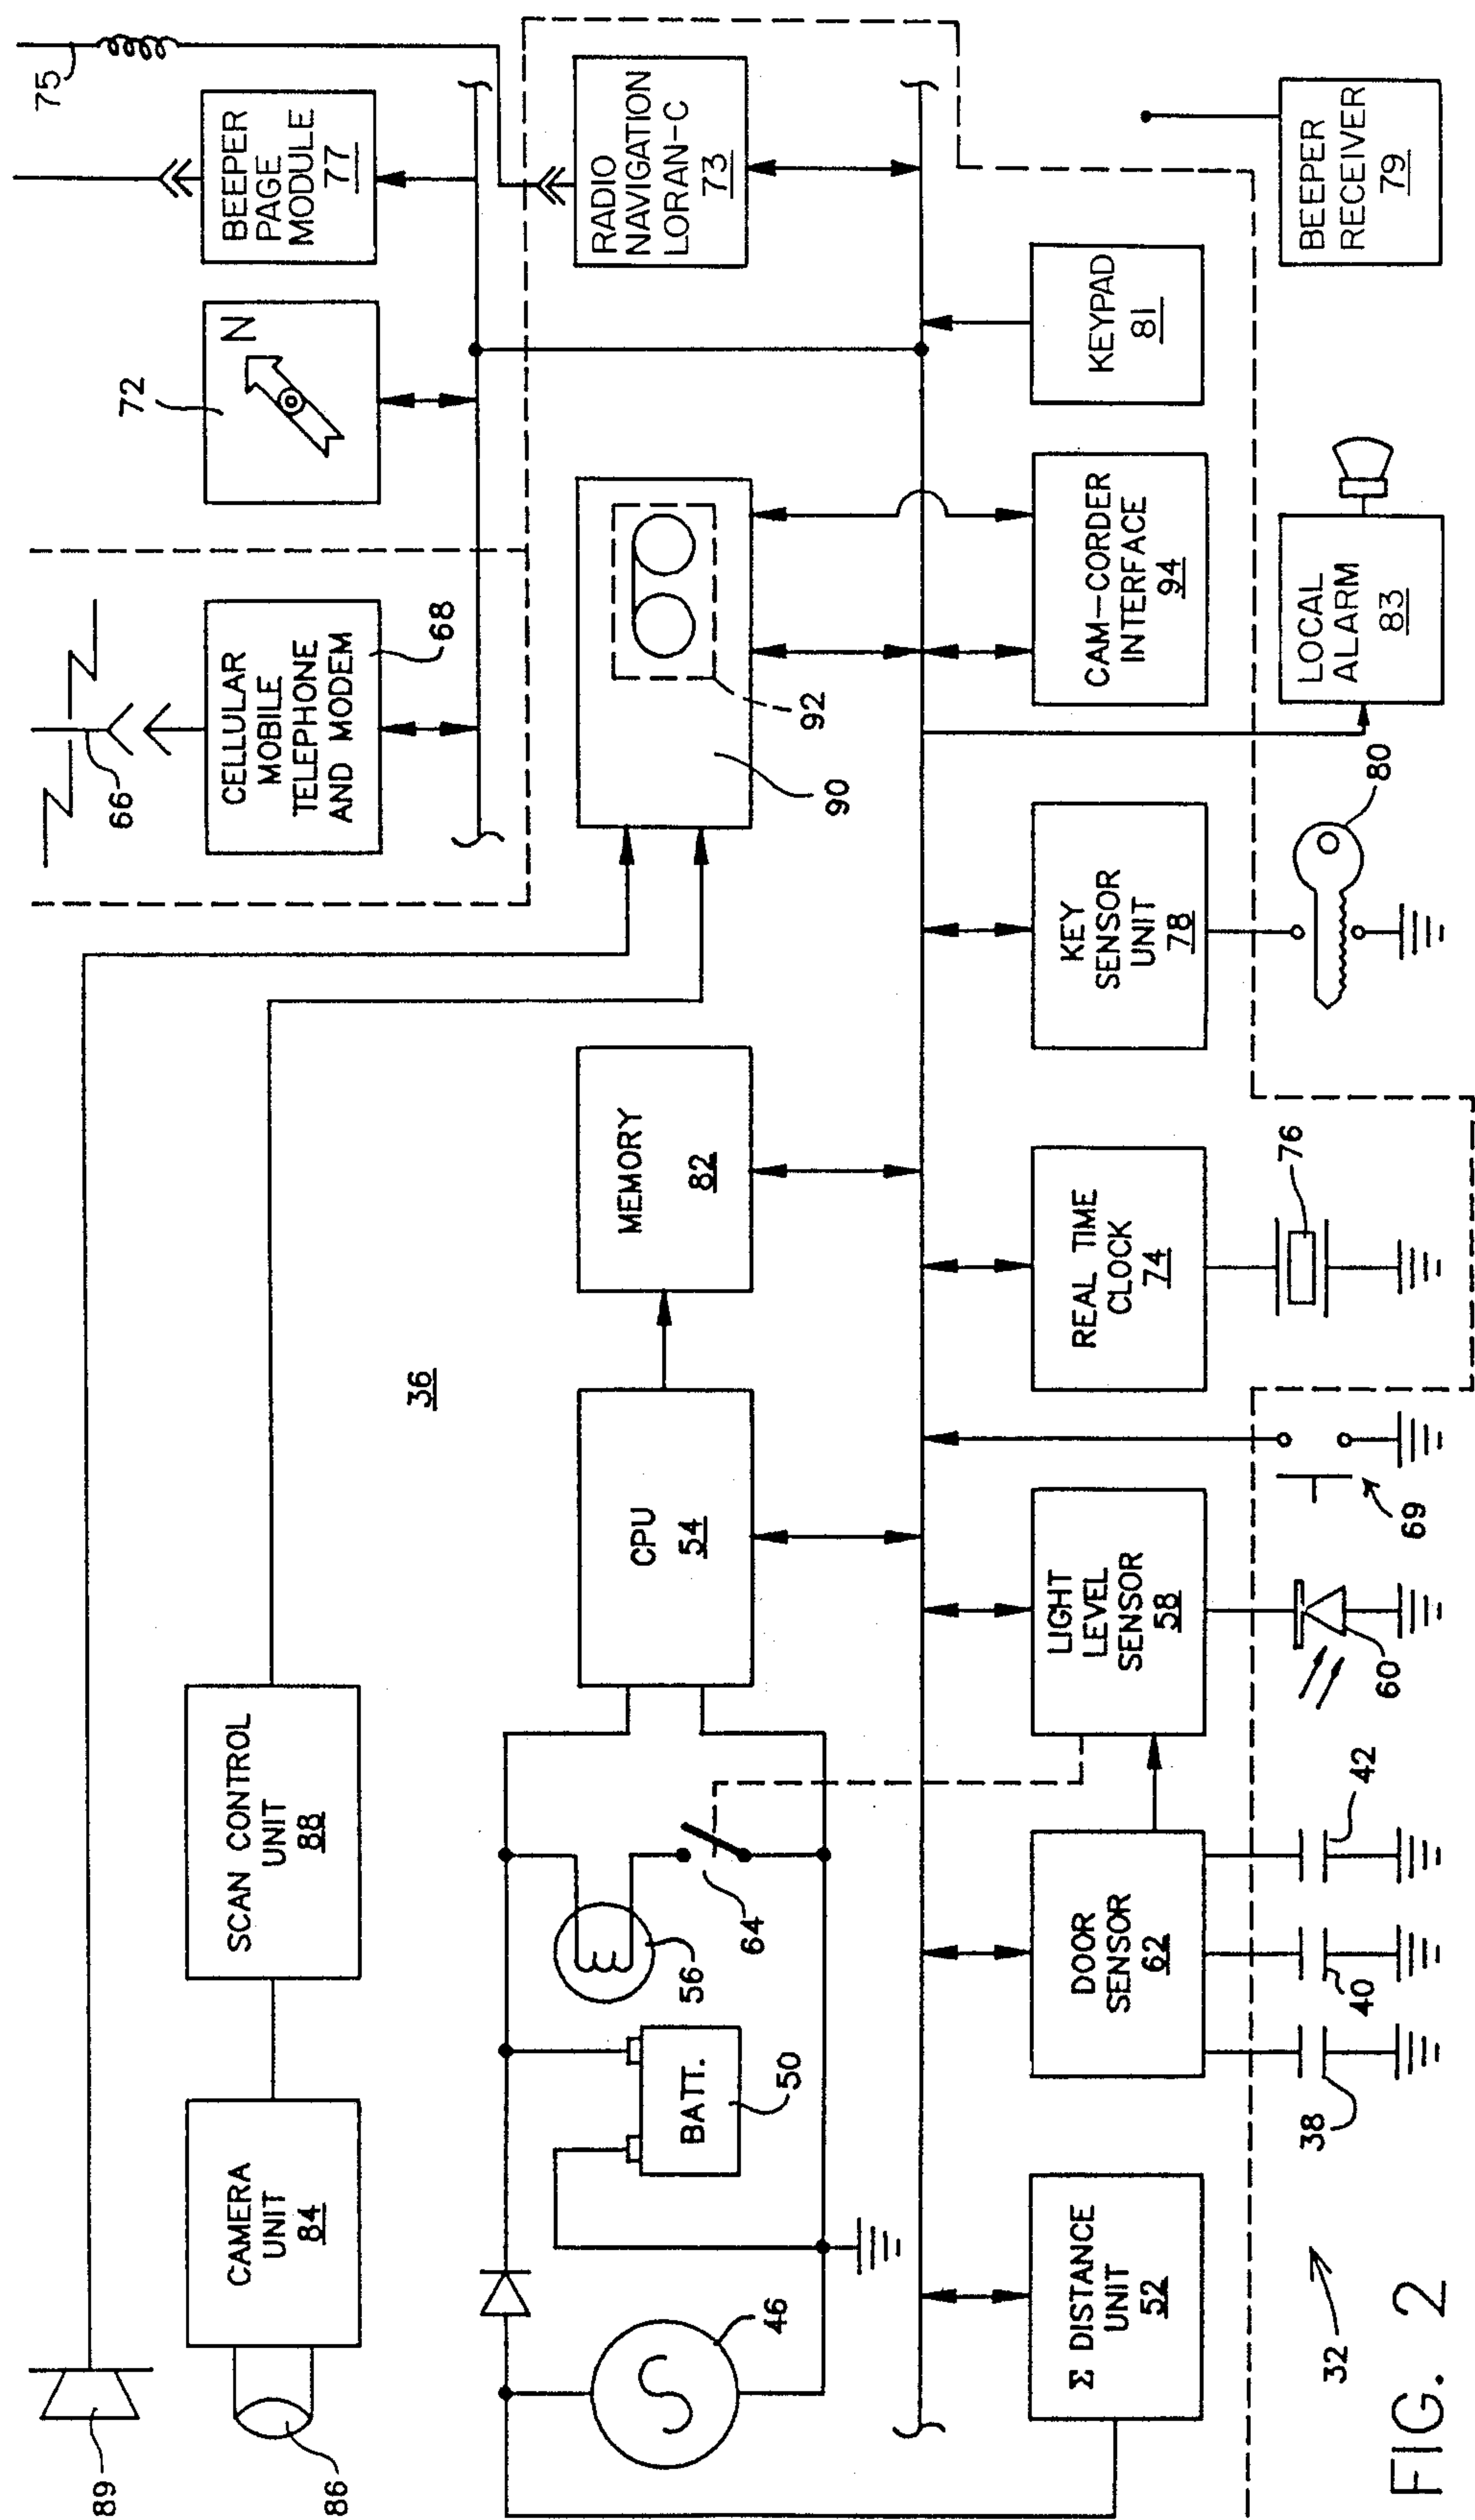 89
86
CAMERA
UNIT
84
SCAN CONTROL
UNIT
88
66
CELLULAR
MOBILE
TELEPHONE
AND MODEM
68
72
N
BEEPER
PAGE
MODULE
77
75
36
46
BATT.
50
56
64
CPU
54
MEMORY
82
90
92
RADIO
NAVIGATION
LORAN-C
73
Σ DISTANCE
UNIT
52
DOOR
SENSOR
62
LIGHT
LEVEL
SENSOR
58
REAL TIME
CLOCK
74
KEY
SENSOR
UNIT
78
CAM-CORDER
INTERFACE
94
KEYPAD
81
32
38
40
42
60
69
76
80
LOCAL
ALARM
83
BEEPER
RECEIVER
79
FIG. 2